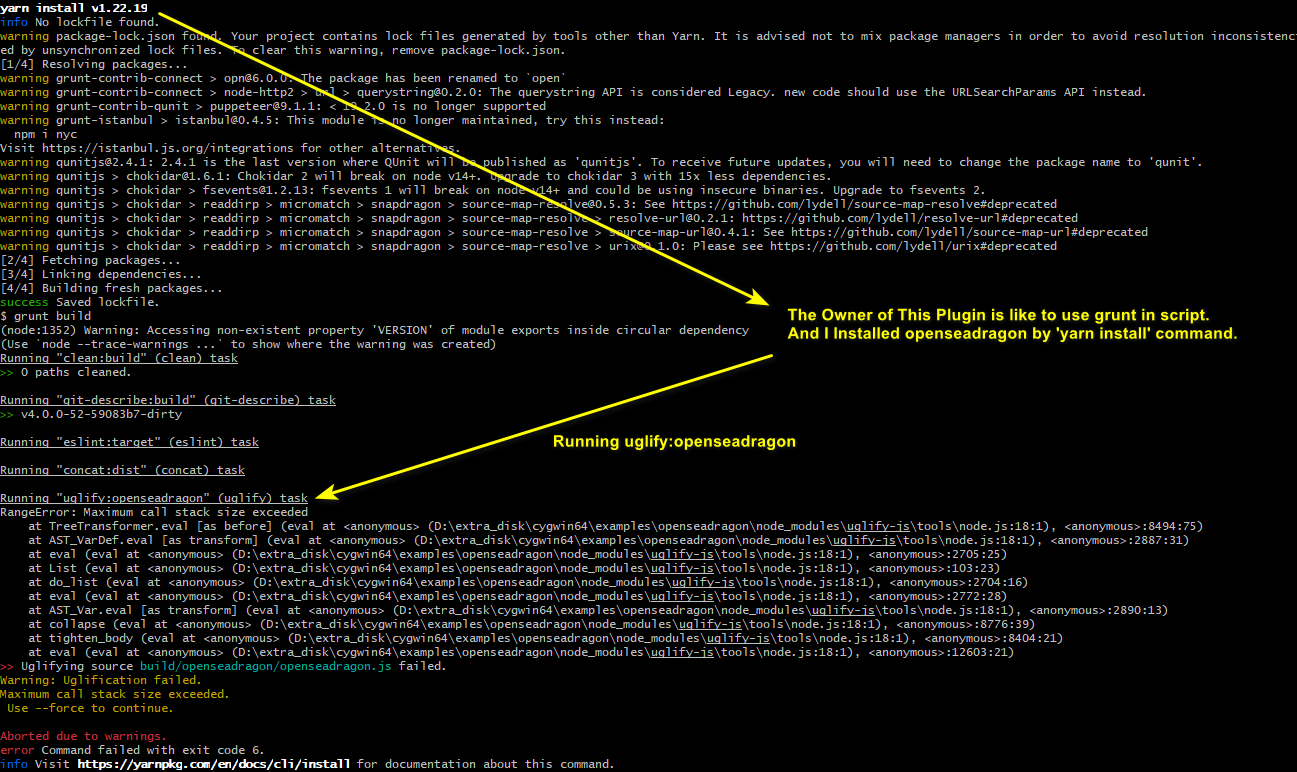 yarn install v1.22.19
info No lockfile found.
warning package-lock.json found. Your project contains lock files generated by tools other than Yarn. It is advised not to mix package managers in order to avoid resolution inconsistenc
ed by unsynchronized lock files. To clear this warning, remove package-lock.json.
[1/4] Resolving packages...
warning grunt-contrib-connect > opn@6.0.0: The package has been renamed to `open`
warning grunt-contrib-connect > node-http2 > url > querystring@0.2.0: The querystring API is considered Legacy. new code should use the URLSearchParams API instead.
warning grunt-contrib-qunit > puppeteer@9.1.1: < 19.2.0 is no longer supported
warning grunt-istanbul > istanbul@0.4.5: This module is no longer maintained, try this instead:
npm i nyc
Visit https://istanbul.js.org/integrations for other alternatives.
warning qunitjs@2.4.1: 2.4.1 is the last version where QUnit will be published as 'qunitjs'. To receive future updates, you will need to change the package name to 'qunit'.
warning qunitjs > chokidar@1.6.1: Chokidar 2 will break on node v14+. Upgrade to chokidar 3 with 15x less dependencies.
warning qunitjs > chokidar > fsevents@1.2.13: fsevents 1 will break on node v14+ and could be using insecure binaries. Upgrade to fsevents 2.
warning qunitjs > chokidar > readdirp > micromatch > snapdragon > source-map-resolve@0.5.3: See https://github.com/lydell/source-map-resolve#deprecated
warning qunitjs > chokidar > readdirp > micromatch > snapdragon > source-map-resolve > resolve-url@0.2.1: https://github.com/lydell/resolve-url#deprecated
warning qunitjs > chokidar > readdirp > micromatch > snapdragon > source-map-resolve > source-map-url@0.4.1: See https://github.com/lydell/source-map-url#deprecated
warning qunitjs > chokidar > readdirp > micromatch > snapdragon > source-map-resolve > urix@0.1.0: Please see https://github.com/lydell/urix#deprecated
[2/4] Fetching packages...
[3/4] Linking dependencies...
[4/4] Building fresh packages...
success Saved lockfile.
$ grunt build
The Owner of This Plugin is like to use grunt in script.
And I Installed openseadragon by 'yarn install' command.
(node:1352) Warning: Accessing non-existent property 'VERSION' of module exports inside circular dependency
(Use `node --trace-warnings ...` to show where the warning was created)
Running "clean:build" (clean) task
>> 0 paths cleaned.
Running "git-describe:build" (git-describe) task
>> v4.0.0-52-59083b7-dirty
Running "eslint:target" (eslint) task
Running uglify:openseadragon
Running "concat:dist" (concat) task
Running "uglify:openseadragon" (uglify) task
RangeError: Maximum call stack size exceeded
at TreeTransformer.eval [as before] (eval at <anonymous> (D:\extra_disk\cygwin64\examples\openseadragon\node_modules\uglify-js\tools\node.js:18:1), <anonymous>:8494:75)
at AST_VarDef.eval [as transform] (eval at <anonymous> (D:\extra_disk\cygwin64\examples\openseadragon\node_modules\uglify-js\tools\node.js:18:1), <anonymous>:2887:31)
at eval (eval at <anonymous> (D:\extra_disk\cygwin64\examples\openseadragon\node_modules\uglify-js\tools\node.js:18:1), <anonymous>:2705:25)
at List (eval at <anonymous> (D:\extra_disk\cygwin64\examples\openseadragon\node_modules\uglify-js\tools\node.js:18:1), <anonymous>:103:23)
at do_list (eval at <anonymous> (D:\extra_disk\cygwin64\examples\openseadragon\node_modules\uglify-js\tools\node.js:18:1), <anonymous>:2704:16)
at eval (eval at <anonymous> (D:\extra_disk\cygwin64\examples\openseadragon\node_modules\uglify-js\tools\node.js:18:1), <anonymous>:2772:28)
at AST_Var.eval [as transform] (eval at <anonymous> (D:\extra_disk\cygwin64\examples\openseadragon\node_modules\uglify-js\tools\node.js:18:1), <anonymous>:2890:13)
at collapse (eval at <anonymous> (D:\extra_disk\cygwin64\examples\openseadragon\node_modules\uglify-js\tools\node.js:18:1), <anonymous>:8776:39)
at tighten_body (eval at <anonymous> (D:\extra_disk\cygwin64\examples\openseadragon\node_modules\uglify-js\tools\node.js:18:1), <anonymous>:8404:21)
at eval (eval at <anonymous> (D:\extra_disk\cygwin64\examples\openseadragon\node_modules\uglify-js\tools\node.js:18:1), <anonymous>:12603:21)
>> Uglifying source build/openseadragon/openseadragon.js failed.
Warning: Uglification failed.
Maximum call stack size exceeded.
Use --force to continue.
Aborted due to warnings.
error Command failed with exit code 6.
info Visit https://yarnpkg.com/en/docs/cli/install for documentation about this command.